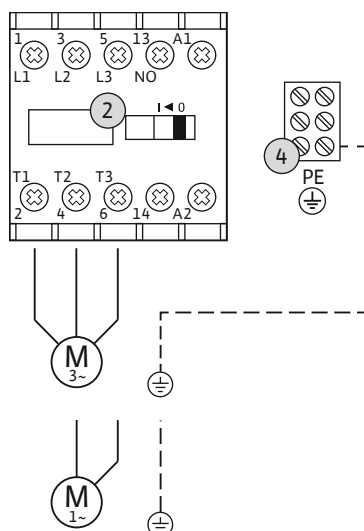 1 3 5 13 A1
L1 L2 L3 NO
2
I ◄ 0
4
PE
T1 T2 T3
2 4 6 14 A2
M
3~
M
1~